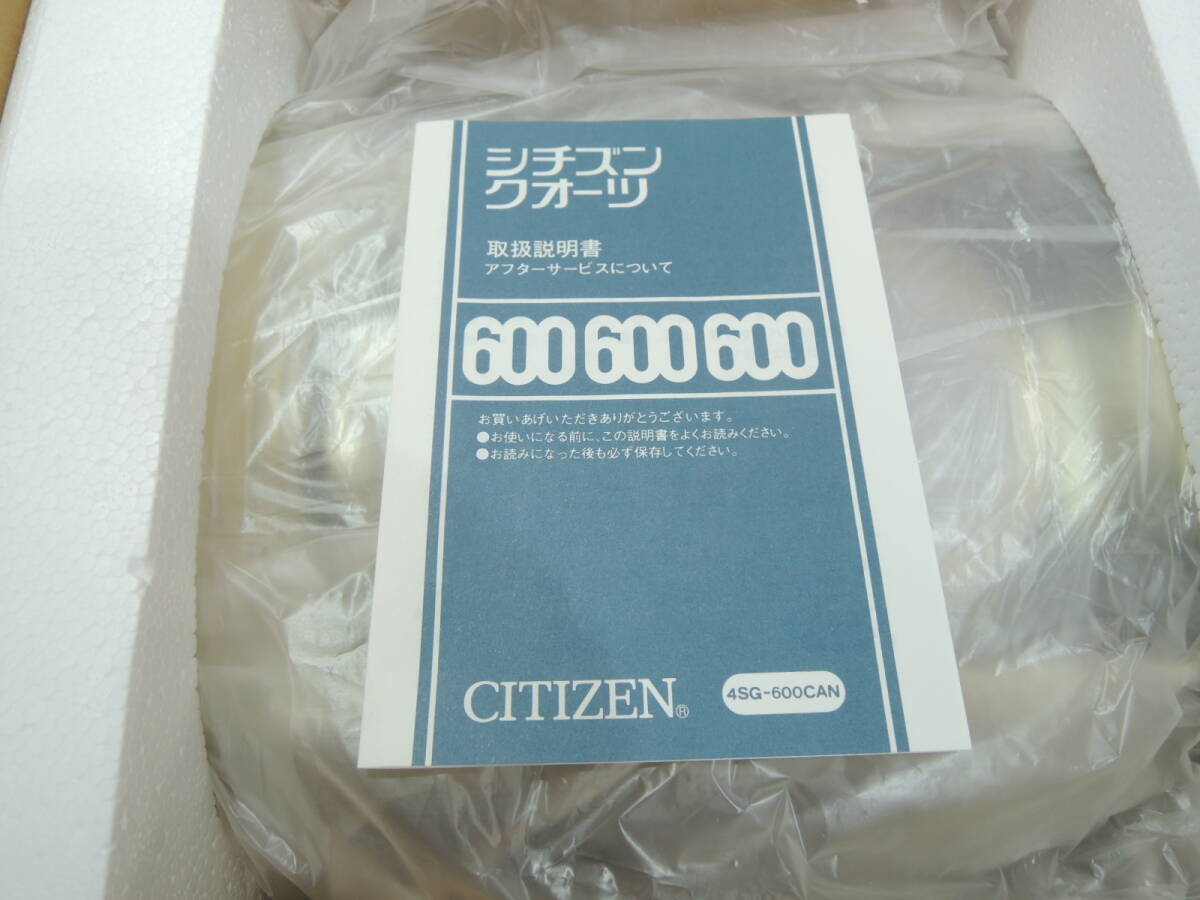 シチズン
クオーツ
取扱説明書
アフターサービスについて
600 600 600
お買いあげいただきありがとうございます。
●お使いになる前に、この説明書をよくお読みください。
●お読みになった後も必ず保存してください。
CITIZEN®
4SG-600CAN